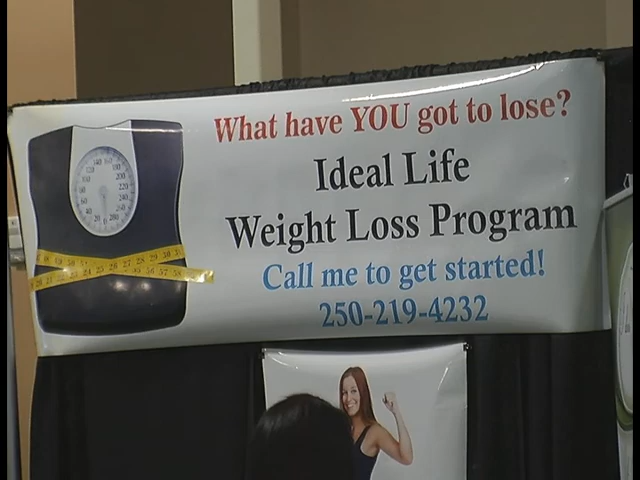 What have YOU got to lose?
Ideal Life
Weight Loss Program
Call me to get started!
250-219-4232